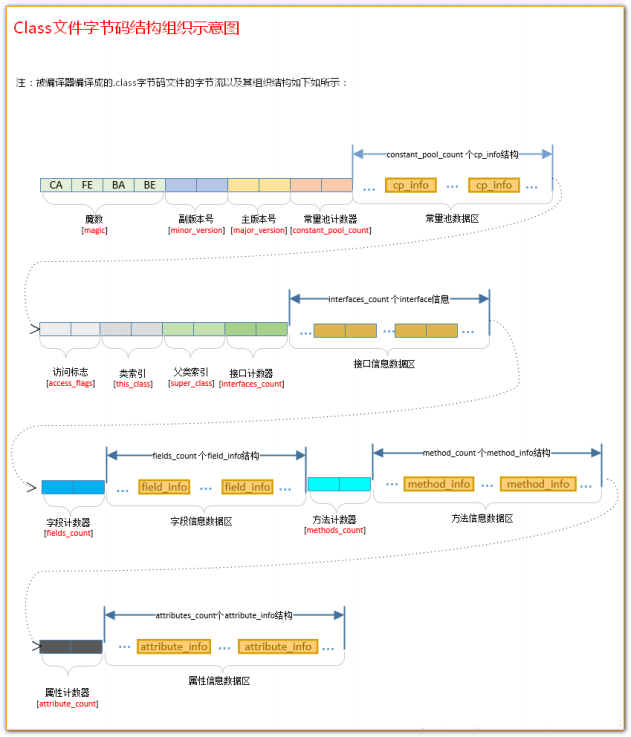 Class文件字节码结构组织示意图
注：被编译器编译成的.class字节码文件的字节流以及其组织结构如下如所示：
constant_pool_count 个cp_info结构
CA FE BA BE ... cp_info ... cp_info ...
魔数 副版本号 主版本号 常量池计数器 常量池数据区
[magic] [minor_version] [major_version] [constant_pool_count]
interfaces_count 个interface信息
... ... ...
访问标志 类索引 父类索引 接口计数器 接口信息数据区
[access_flags] [this_class] [super_class] [interfaces_count]
fields_count 个field_info结构 method_count 个method_info结构
... field_info ... field_info ... ... method_info ... method_info ...
字段计数器 字段信息数据区 方法计数器 方法信息数据区
[fields_count] [methods_count]
attributes_count个attribute_info结构
... attribute_info ... attribute_info ...
属性计数器 属性信息数据区
[attribute_count]